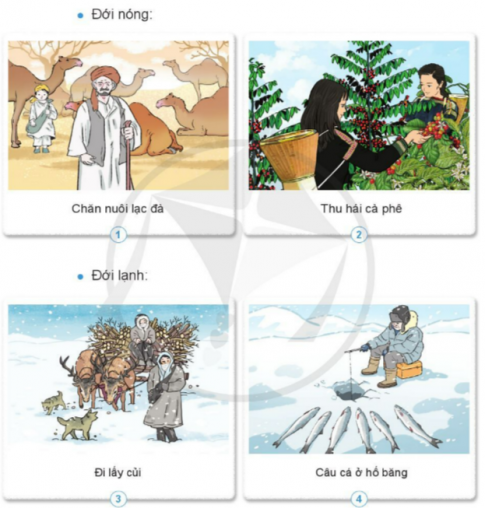 Đới nóng:
Chăn nuôi lạc đà
1
Thu hái cà phê
2
Đới lạnh:
Đi lấy củi
3
Câu cá ở hố băng
4